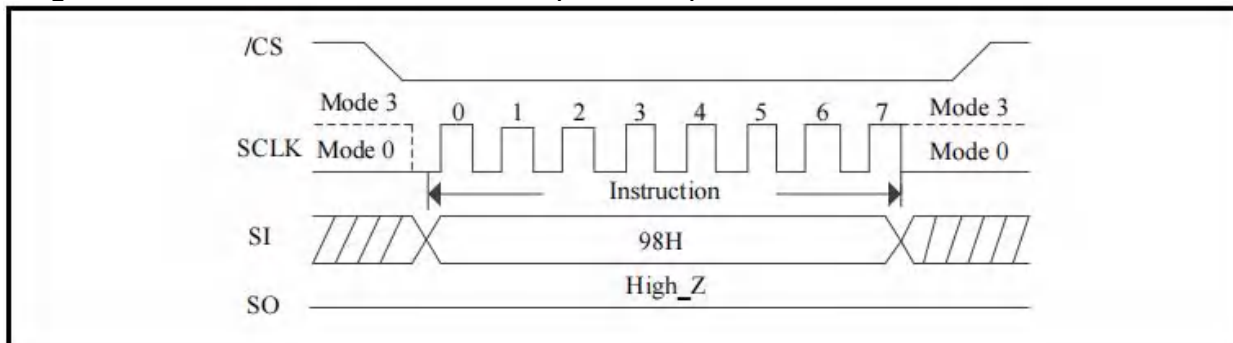 /CS
Mode 3 0 1 2 3 4 5 6 7 Mode 3
SCLK Mode 0 Mode 0
Instruction
SI 98H
High_Z
SO